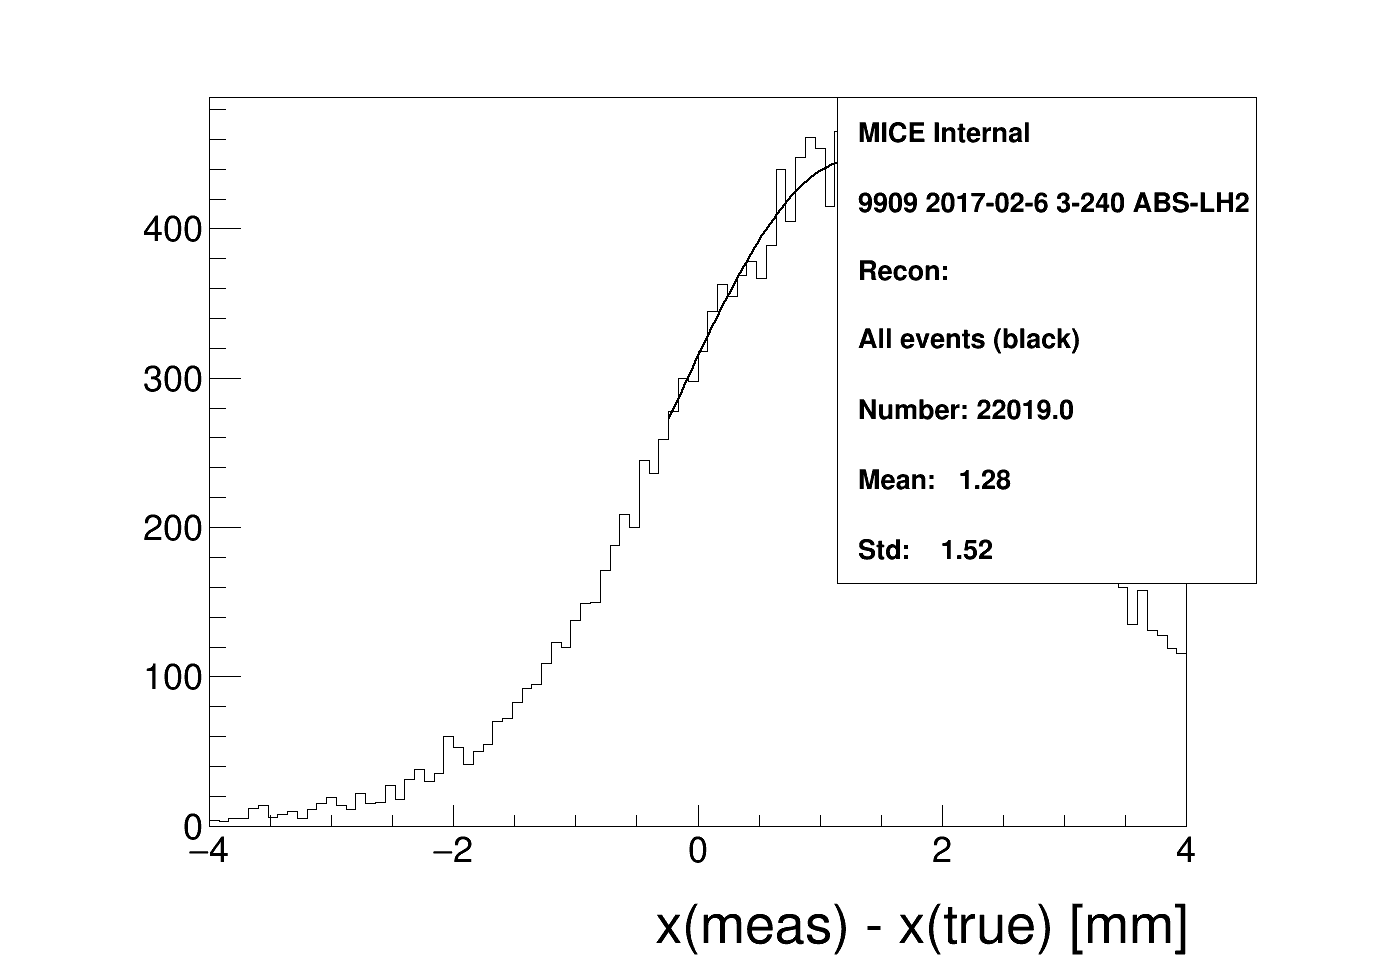 MICE Internal
9909 2017-02-6 3-240 ABS-LH2
Recon:
All events (black)
Number: 22019.0
Mean: 1.28
Std: 1.52
400
300
200
100
0
−4 −2 0 2 4
x(meas) - x(true) [mm]